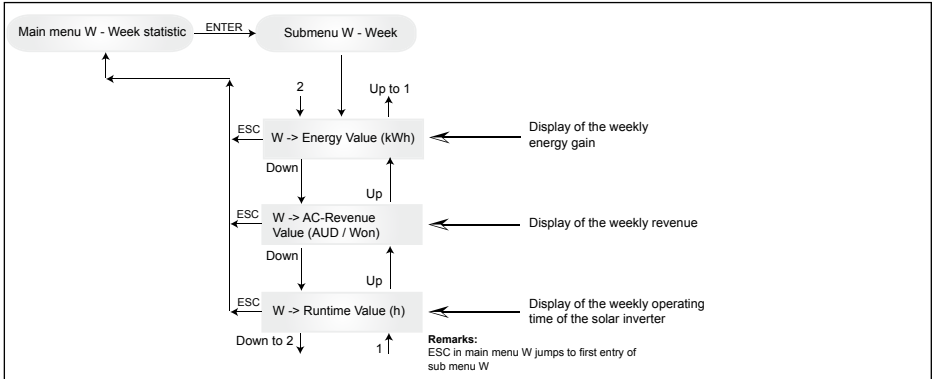 Main menu W - Week statistic
ENTER
Submenu W - Week
2
Up to 1
ESC
W -> Energy Value (kWh)
Display of the weekly
energy gain
Down
Up
ESC
W -> AC-Revenue
Value (AUD / Won)
Display of the weekly revenue
Down
Up
ESC
W -> Runtime Value (h)
Display of the weekly operating
time of the solar inverter
Down to 2
1
Remarks:
ESC in main menu W jumps to first entry of
sub menu W